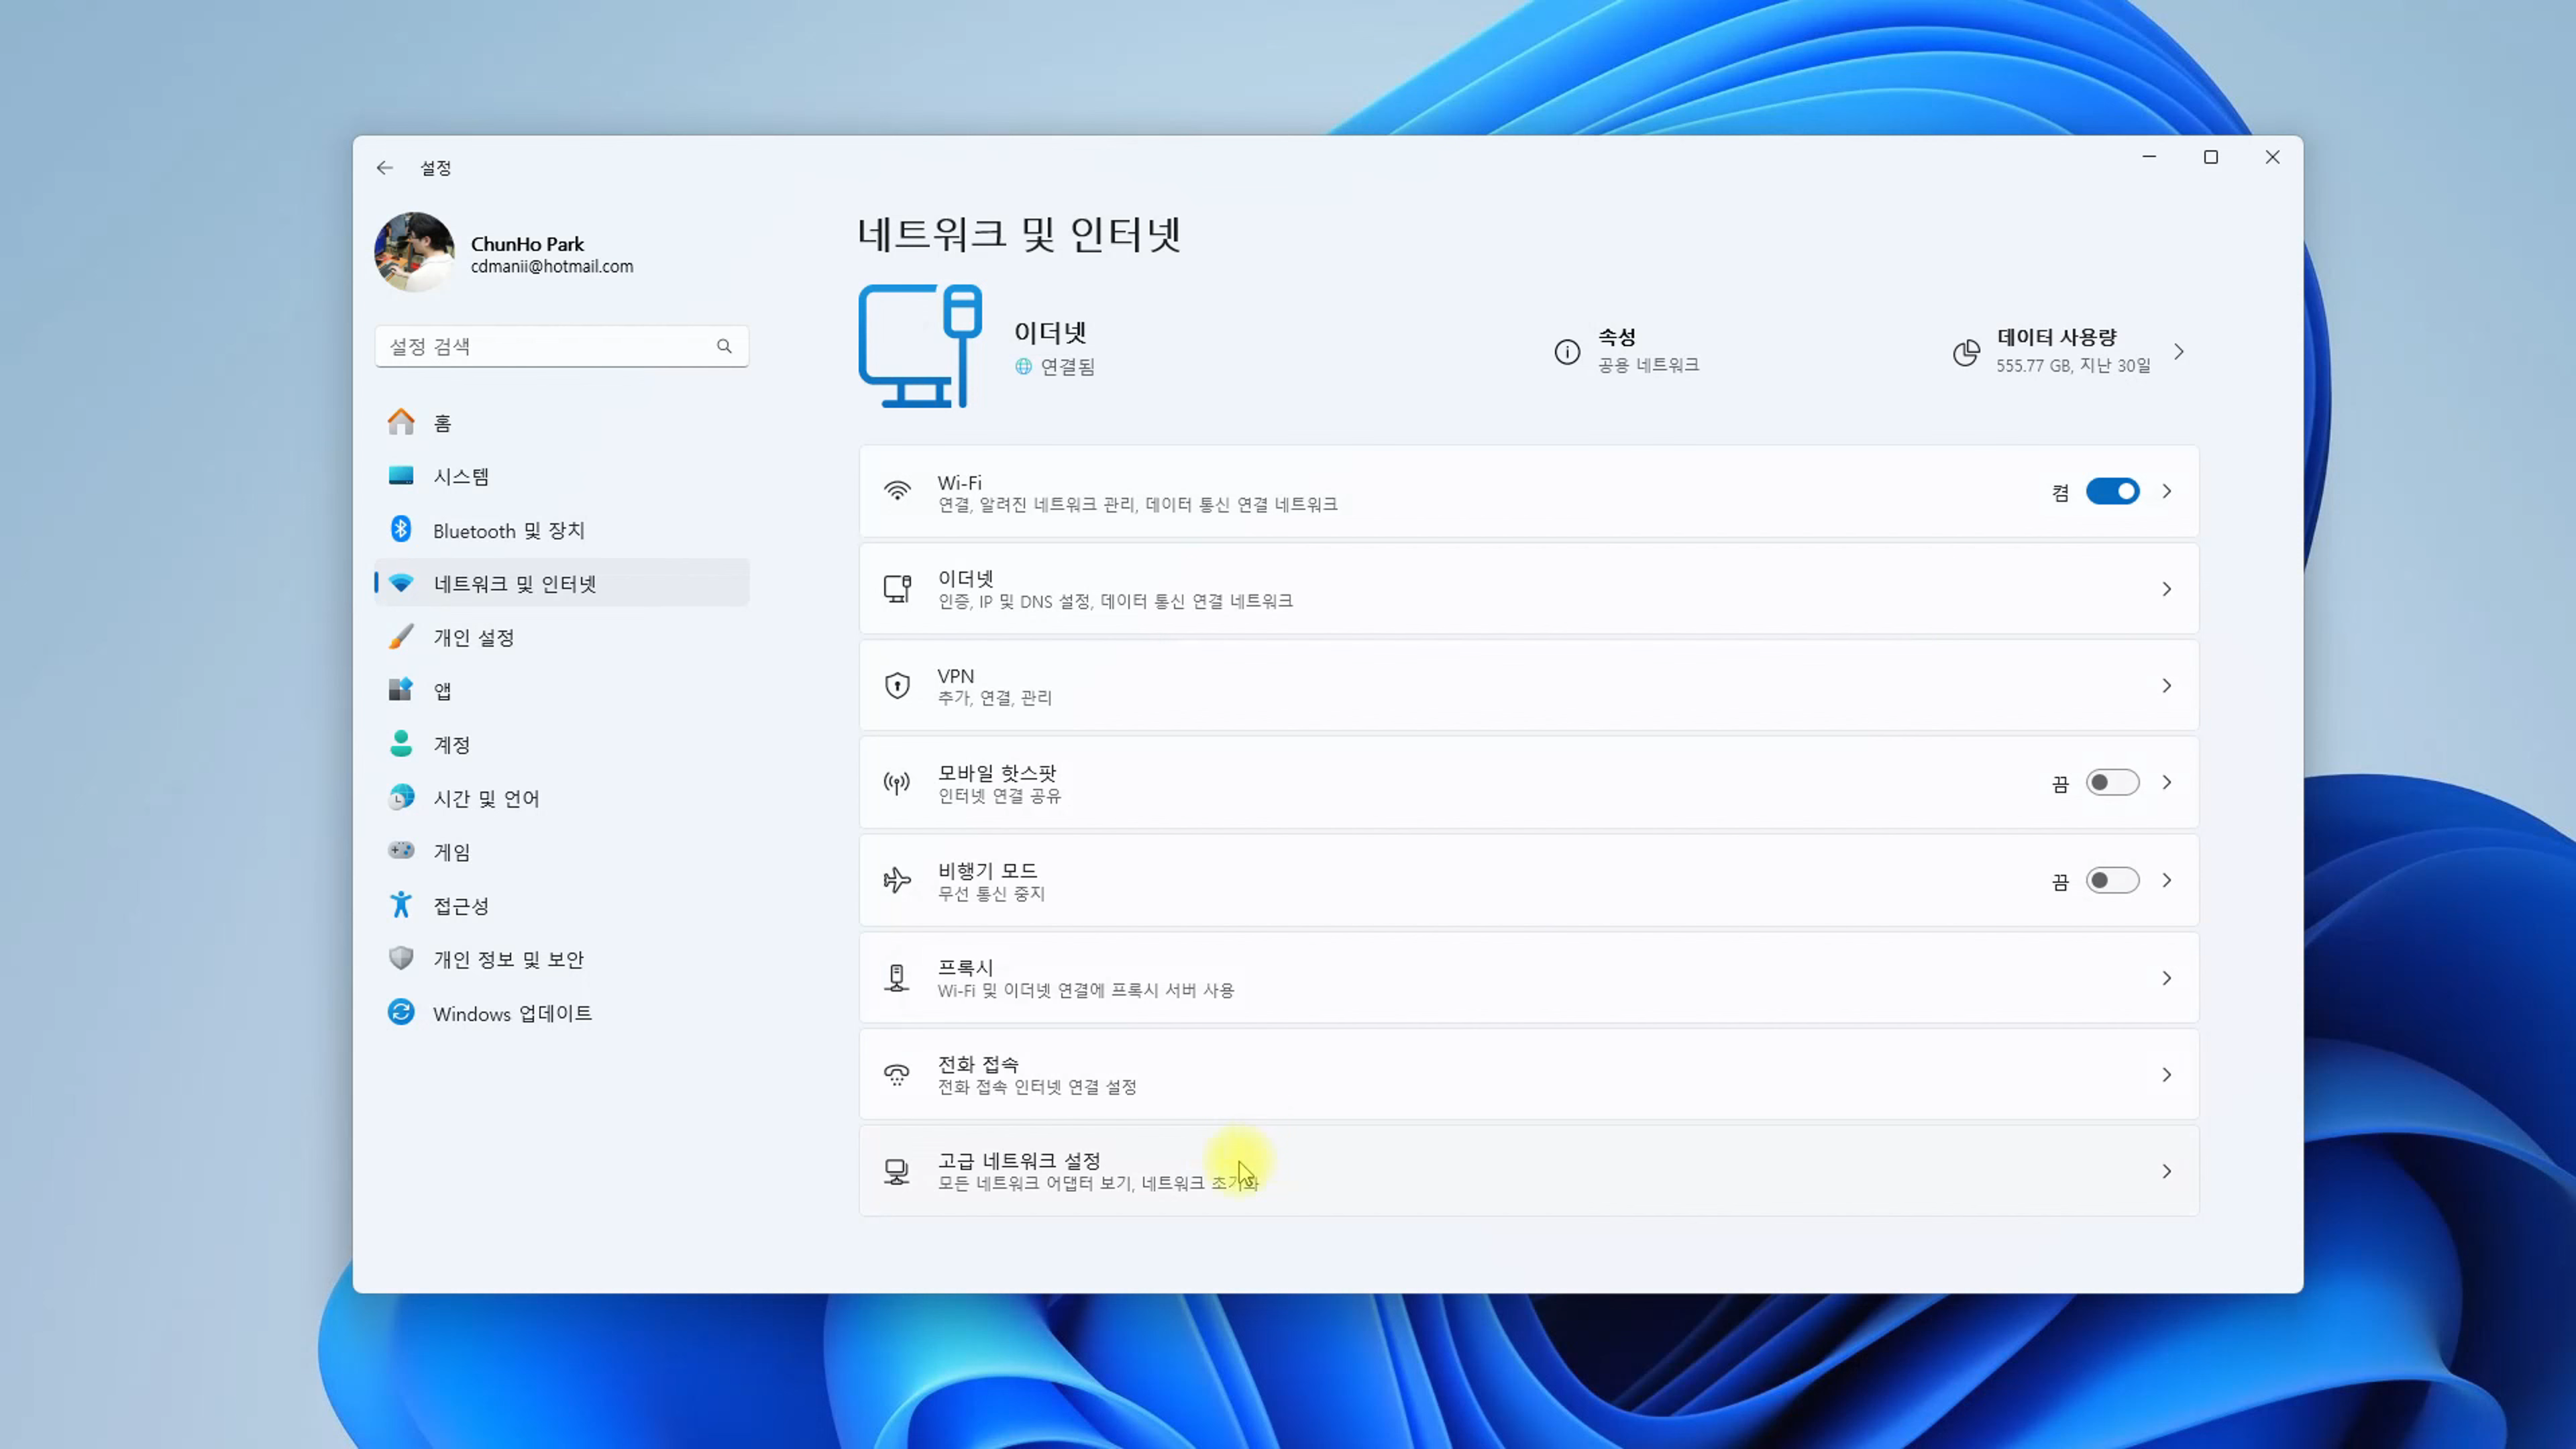 설정
ChunHo Park
cdmanii@hotmail.com
설정 검색
홈
시스템
Bluetooth 및 장치
네트워크 및 인터넷
개인 설정
앱
계정
시간 및 언어
게임
접근성
개인 정보 및 보안
Windows 업데이트
네트워크 및 인터넷
이더넷
연결됨
속성
공용 네트워크
데이터 사용량
555.77 GB, 지난 30일
Wi-Fi
연결, 알려진 네트워크 관리, 데이터 통신 연결 네트워크
켬
이더넷
인증, IP 및 DNS 설정, 데이터 통신 연결 네트워크
VPN
추가, 연결, 관리
모바일 핫스팟
인터넷 연결 공유
끔
비행기 모드
무선 통신 중지
끔
프록시
Wi-Fi 및 이더넷 연결에 프록시 서버 사용
전화 접속
전화 접속 인터넷 연결 설정
고급 네트워크 설정
모든 네트워크 어댑터 보기, 네트워크 초기화